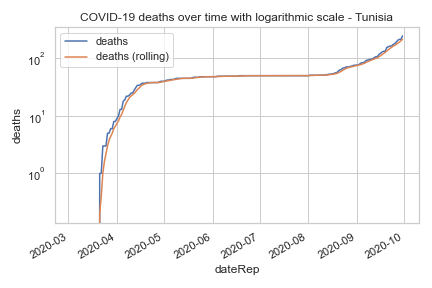 COVID-19 deaths over time with logarithmic scale - Tunisia
deaths
deaths (rolling)
10²
10¹
10⁰
deaths
2020-03
2020-04
2020-05
2020-06
2020-07
2020-08
2020-09
2020-10
dateRep